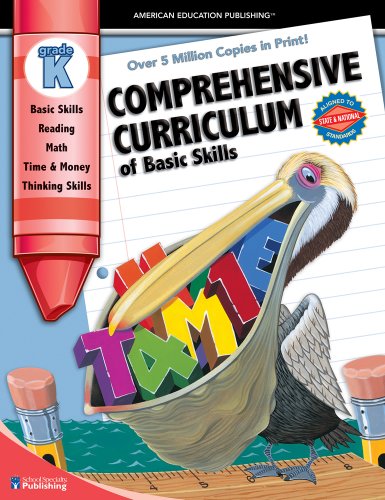 AMERICAN EDUCATION PUBLISHING™
grade
K
Basic Skills
Reading
Math
Time & Money
Thinking Skills
Over 5 Million Copies in Print!
COMPREHENSIVE
CURRICULUM
of Basic Skills
ALIGNED TO
STATE & NATIONAL
STANDARDS
School Specialty
Publishing